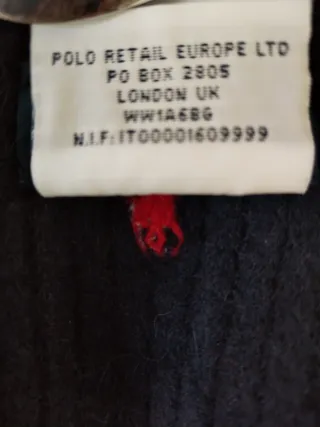 POLO RETAIL EUROPE LTD
PO BOX 2805
LONDON UK
WW1A6BG
N.I.F: IT00001609999